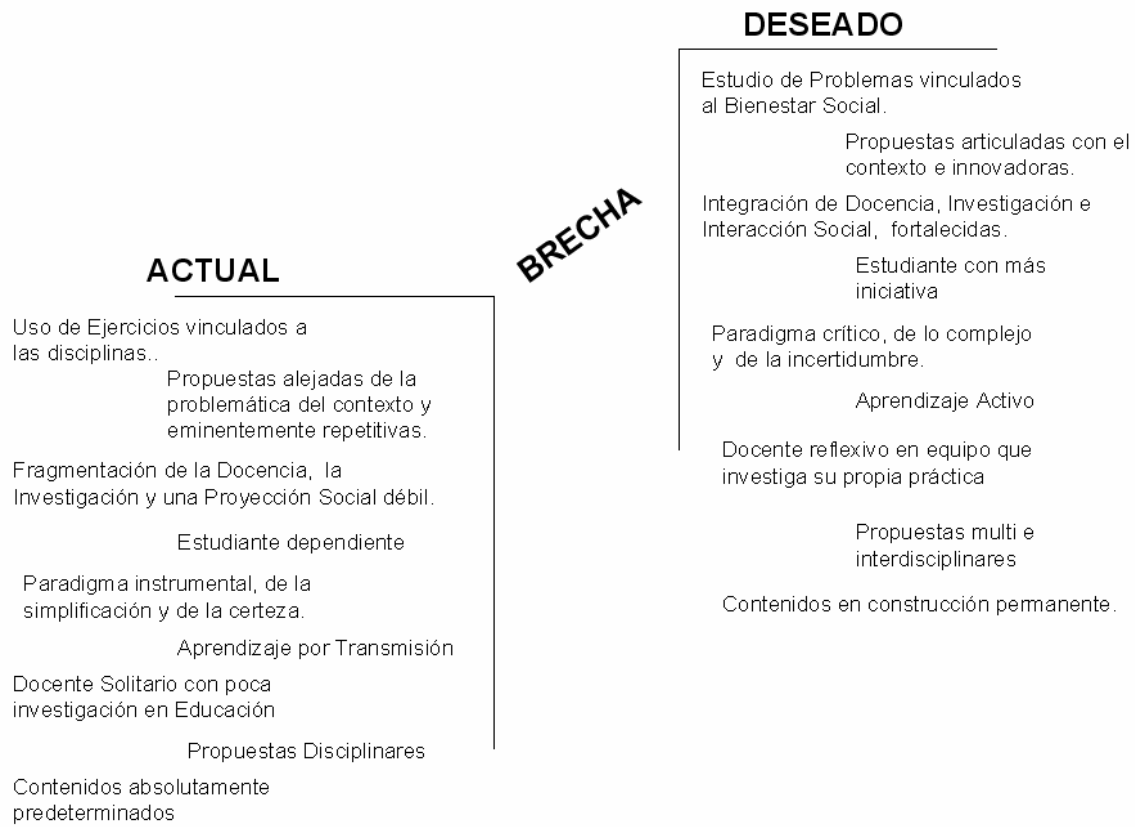 DESEADO
Estudio de Problemas vinculados
al Bienestar Social.
Propuestas articuladas con el
contexto e innovadoras.
Integración de Docencia, Investigación e
Interacción Social,  fortalecidas.
Estudiante con más
iniciativa
Paradigma crítico, de lo complejo
y  de la incertidumbre.
Aprendizaje Activo
Docente reflexivo en equipo que
investiga su propia práctica
Propuestas multi e
interdisciplinares
Contenidos en construcción permanente.
BRECHA
ACTUAL
Uso de Ejercicios vinculados a
las disciplinas..
Propuestas alejadas de la
problemática del contexto y
eminentemente repetitivas.
Fragmentación de la Docencia,  la
Investigación y una Proyección Social débil.
Estudiante dependiente
Paradigma instrumental, de la
simplificación y de la certeza.
Aprendizaje por Transmisión
Docente Solitario con poca
investigación en Educación
Propuestas Disciplinares
Contenidos absolutamente
predeterminados